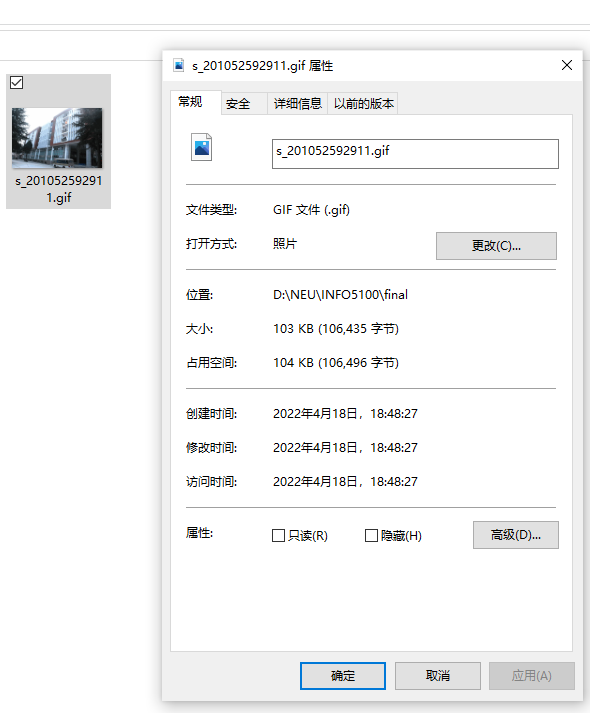 s_201052592911.gif 属性
常规 安全 详细信息 以前的版本
s_20105259291
1.gif
s_201052592911.gif
文件类型: GIF 文件 (.gif)
打开方式: 照片 更改(C)...
位置: D:\NEU\INFO5100\final
大小: 103 KB (106,435 字节)
占用空间: 104 KB (106,496 字节)
创建时间: 2022年4月18日，18:48:27
修改时间: 2022年4月18日，18:48:27
访问时间: 2022年4月18日，18:48:27
属性: 只读(R) 隐藏(H) 高级(D)...
确定 取消 应用(A)